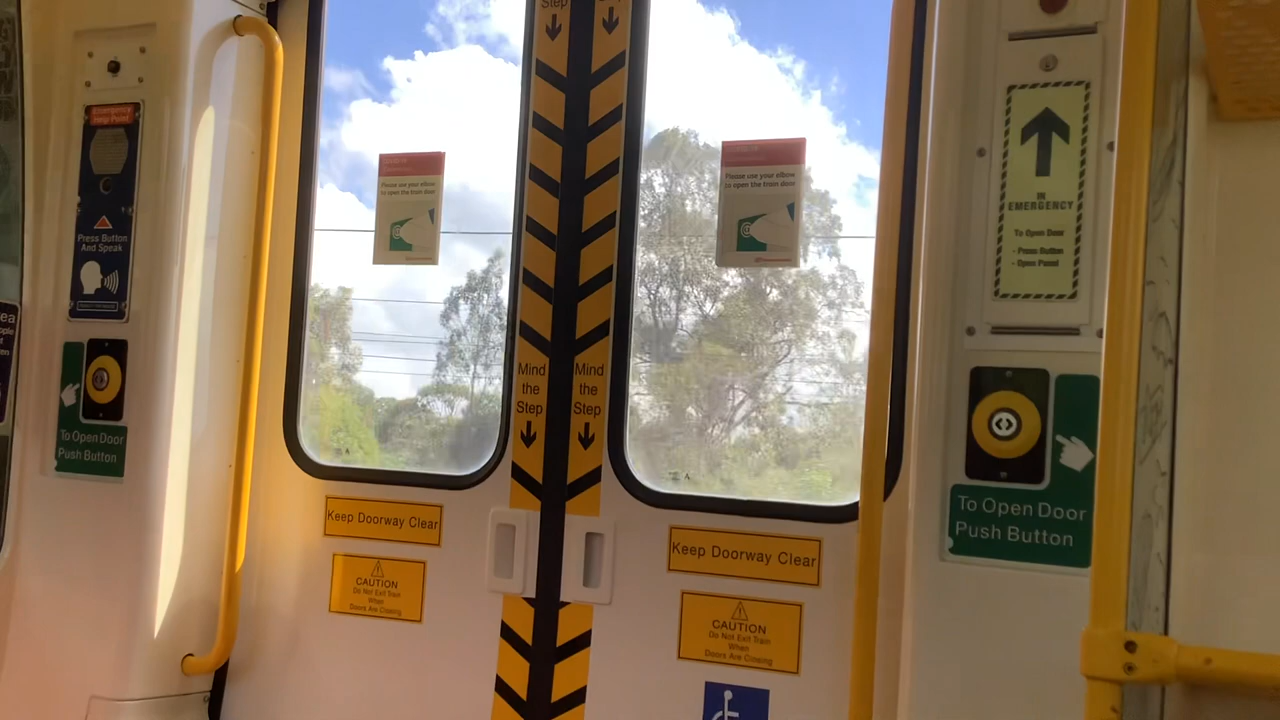 Step
Emergency
Help Point
Press Button
And Speak
To Open Door
Push Button
Please use your elbow
to open the train door
Please use your elbow
to open the train door
Mind
the
Step
Mind
the
Step
Keep Doorway Clear
CAUTION
Do Not Exit Train
When
Doors Are Closing
Keep Doorway Clear
CAUTION
Do Not Exit Train
When
Doors Are Closing
IN
EMERGENCY
To Open Door
- Press Button
- Open Panel
To Open Door
Push Button